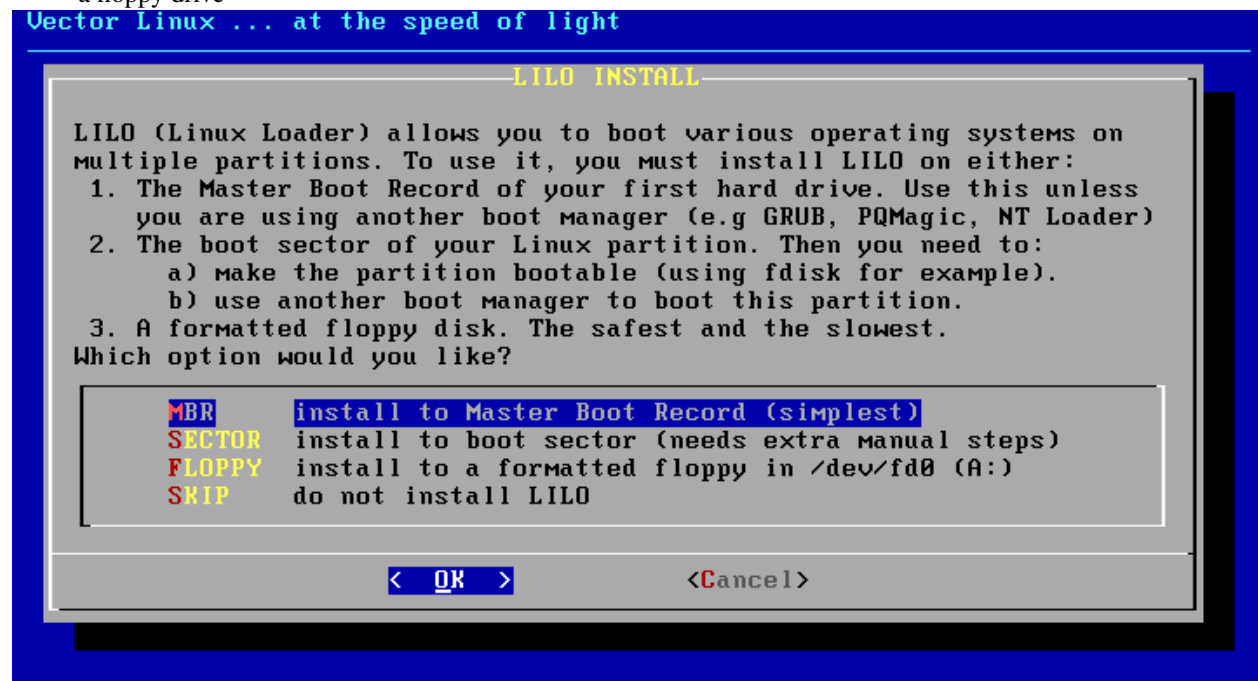 a floppy drive
Vector Linux ... at the speed of light
LILO INSTALL
LILO (Linux Loader) allows you to boot various operating systems on
multiple partitions. To use it, you must install LILO on either:
1. The Master Boot Record of your first hard drive. Use this unless
you are using another boot manager (e.g GRUB, PQMagic, NT Loader)
2. The boot sector of your Linux partition. Then you need to:
a) make the partition bootable (using fdisk for example).
b) use another boot manager to boot this partition.
3. A formatted floppy disk. The safest and the slowest.
Which option would you like?
MBR install to Master Boot Record (simplest)
SECTOR install to boot sector (needs extra manual steps)
FLOPPY install to a formatted floppy in /dev/fd0 (A:)
SKIP do not install LILO
< OK > <Cancel>